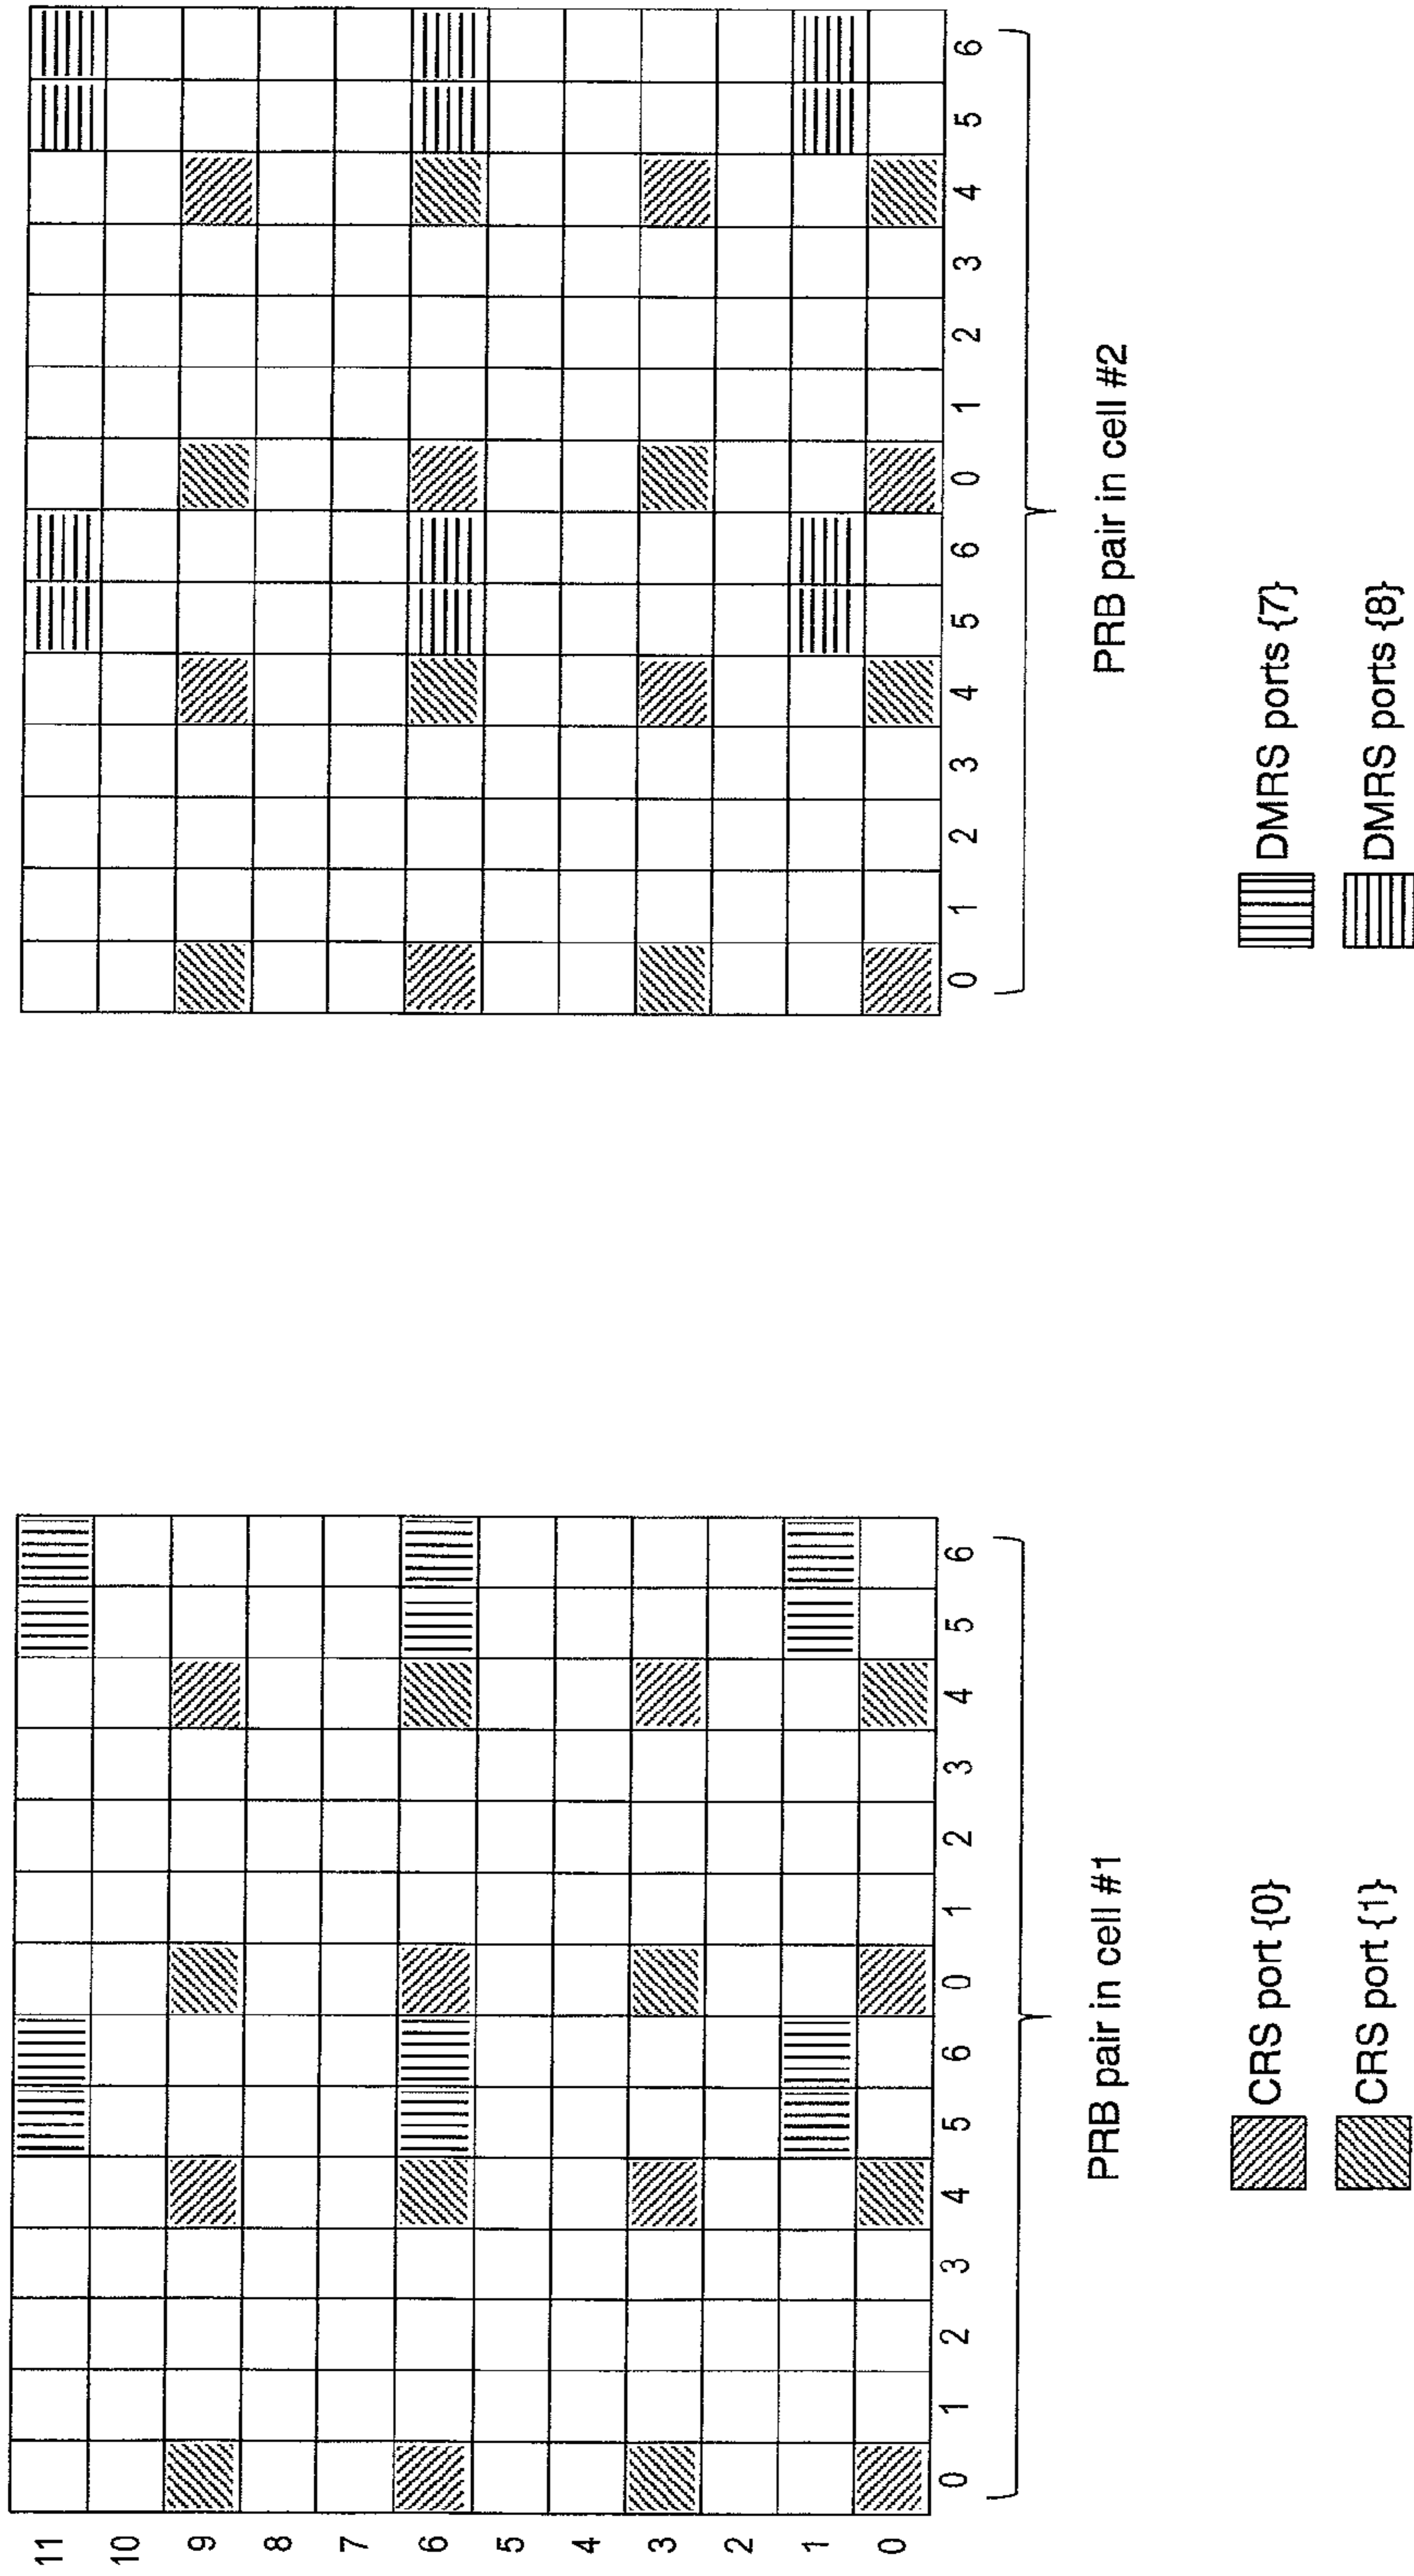 11
10
9
8
7
6
5
4
3
2
1
0
0 1 2 3 4 5 6 0 1 2 3 4 5 6
PRB pair in cell #1
0 1 2 3 4 5 6 0 1 2 3 4 5 6
PRB pair in cell #2
CRS port {0}
CRS port {1}
DMRS ports {7}
DMRS ports {8}